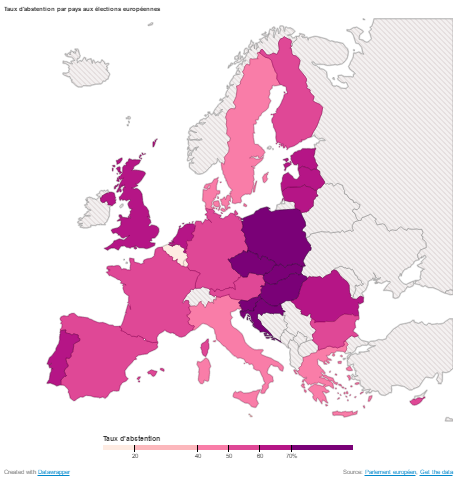 Taux d'abstention par pays aux élections européennes
Taux d'abstention
20 40 50 60 70%
Created with Datawrapper
Source: Parlement européen, Get the data